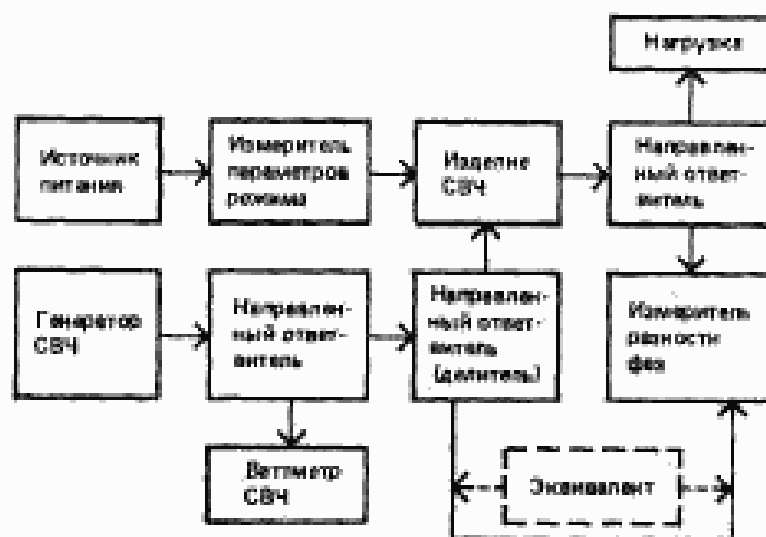 Нагрузка
Источник
питания
Измеритель
параметров
режима
Изделие
СВЧ
Направлен-
ный ответ-
витель
Генератор
СВЧ
Направлен-
ный ответ-
витель
Направлен-
ный ответ-
витель
(делитель)
Измеритель
разности
фаз
Ваттметр
СВЧ
Эквивалент